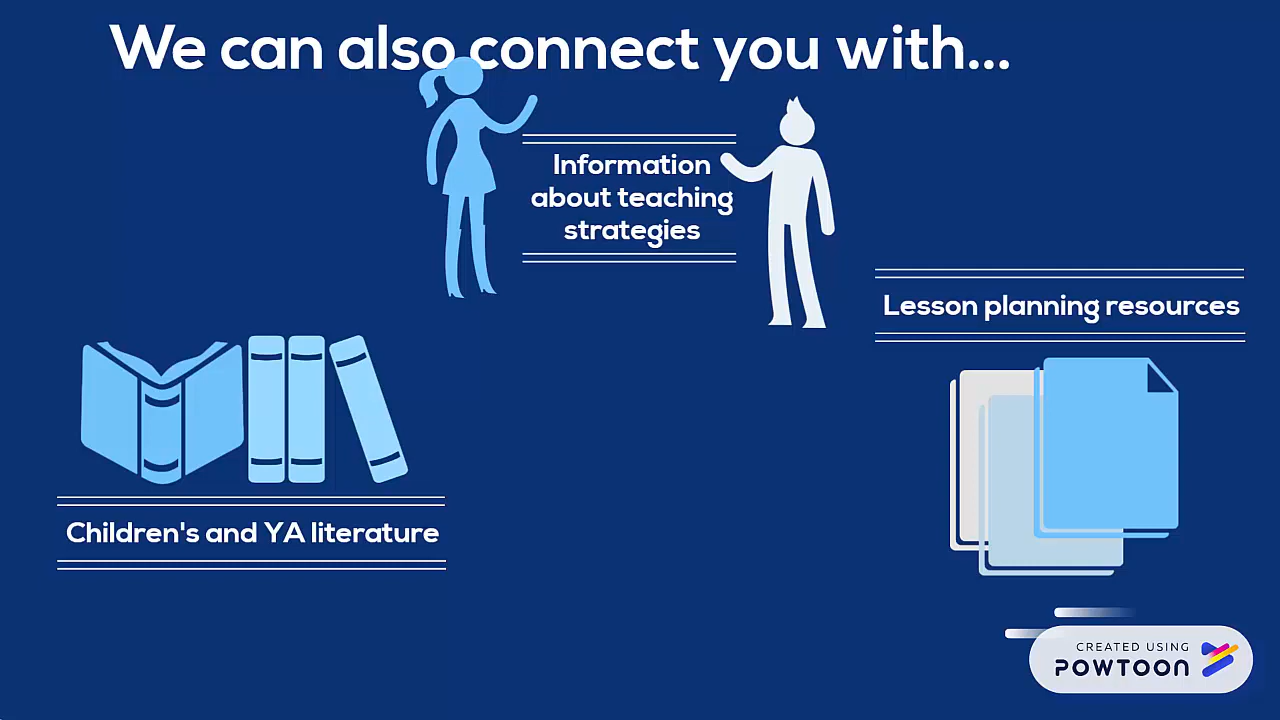 We can also connect you with...
Information
about teaching
strategies
Lesson planning resources
Children's and YA literature
CREATED USING
POWTOON